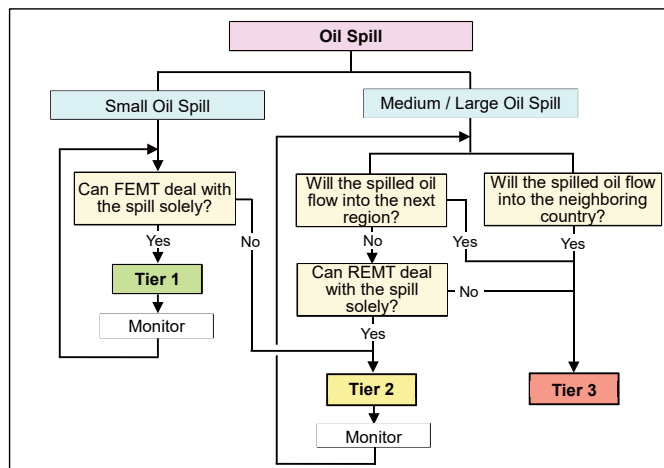 Oil Spill
Small Oil Spill
Medium / Large Oil Spill
Can FEMT deal with
the spill solely?
Will the spilled oil
flow into the next
region?
Will the spilled oil flow
into the neighboring
country?
Yes
No
No
Yes
Yes
Tier 1
Can REMT deal
with the spill
solely?
No
Monitor
Yes
Tier 2
Tier 3
Monitor